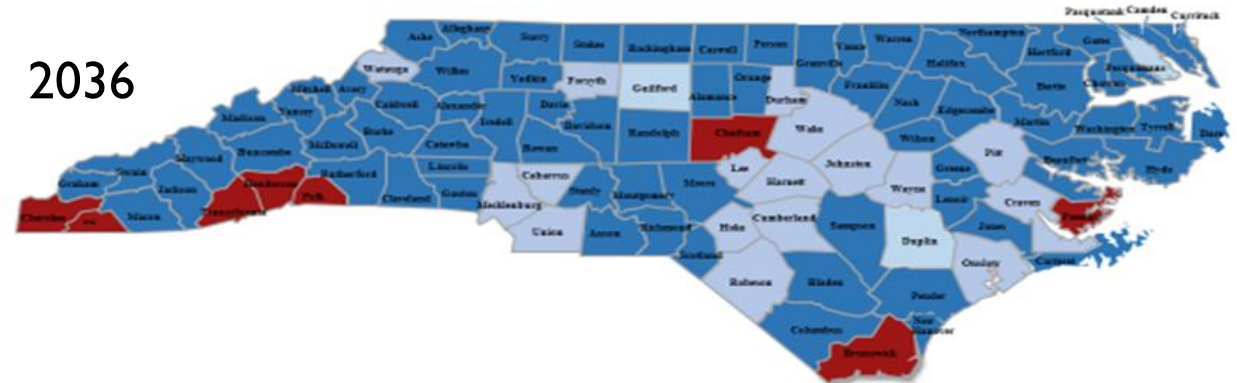 2036
Pasquotank Camden Currituck
Ashe
Alleghany
Surry
Stokes
Rockingham
Caswell
Person
Vance
Warren
Northampton
Gates
Hertford
Granville
Halifax
Watauga
Wilkes
Yadkin
Forsyth
Guilford
Alamance
Orange
Durham
Franklin
Bertie
Perquimans
Chowan
Mitchell
Avery
Caldwell
Alexander
Iredell
Davie
Davidson
Randolph
Chatham
Wake
Nash
Edgecombe
Martin
Washington
Tyrrell
Dare
Madison
Yancey
Burke
McDowell
Catawba
Rowan
Wilson
Johnston
Pitt
Beaufort
Hyde
Haywood
Buncombe
Swain
Graham
Jackson
Henderson
Rutherford
Lincoln
Cabarrus
Lee
Harnett
Greene
Wayne
Cherokee
Macon
Transylvania
Polk
Cleveland
Gaston
Mecklenburg
Stanly
Montgomery
Moore
Lenoir
Craven
Union
Anson
Richmond
Hoke
Cumberland
Sampson
Duplin
Jones
Scotland
Onslow
Carteret
Robeson
Bladen
Pender
Columbus
New
Hanover
Brunswick